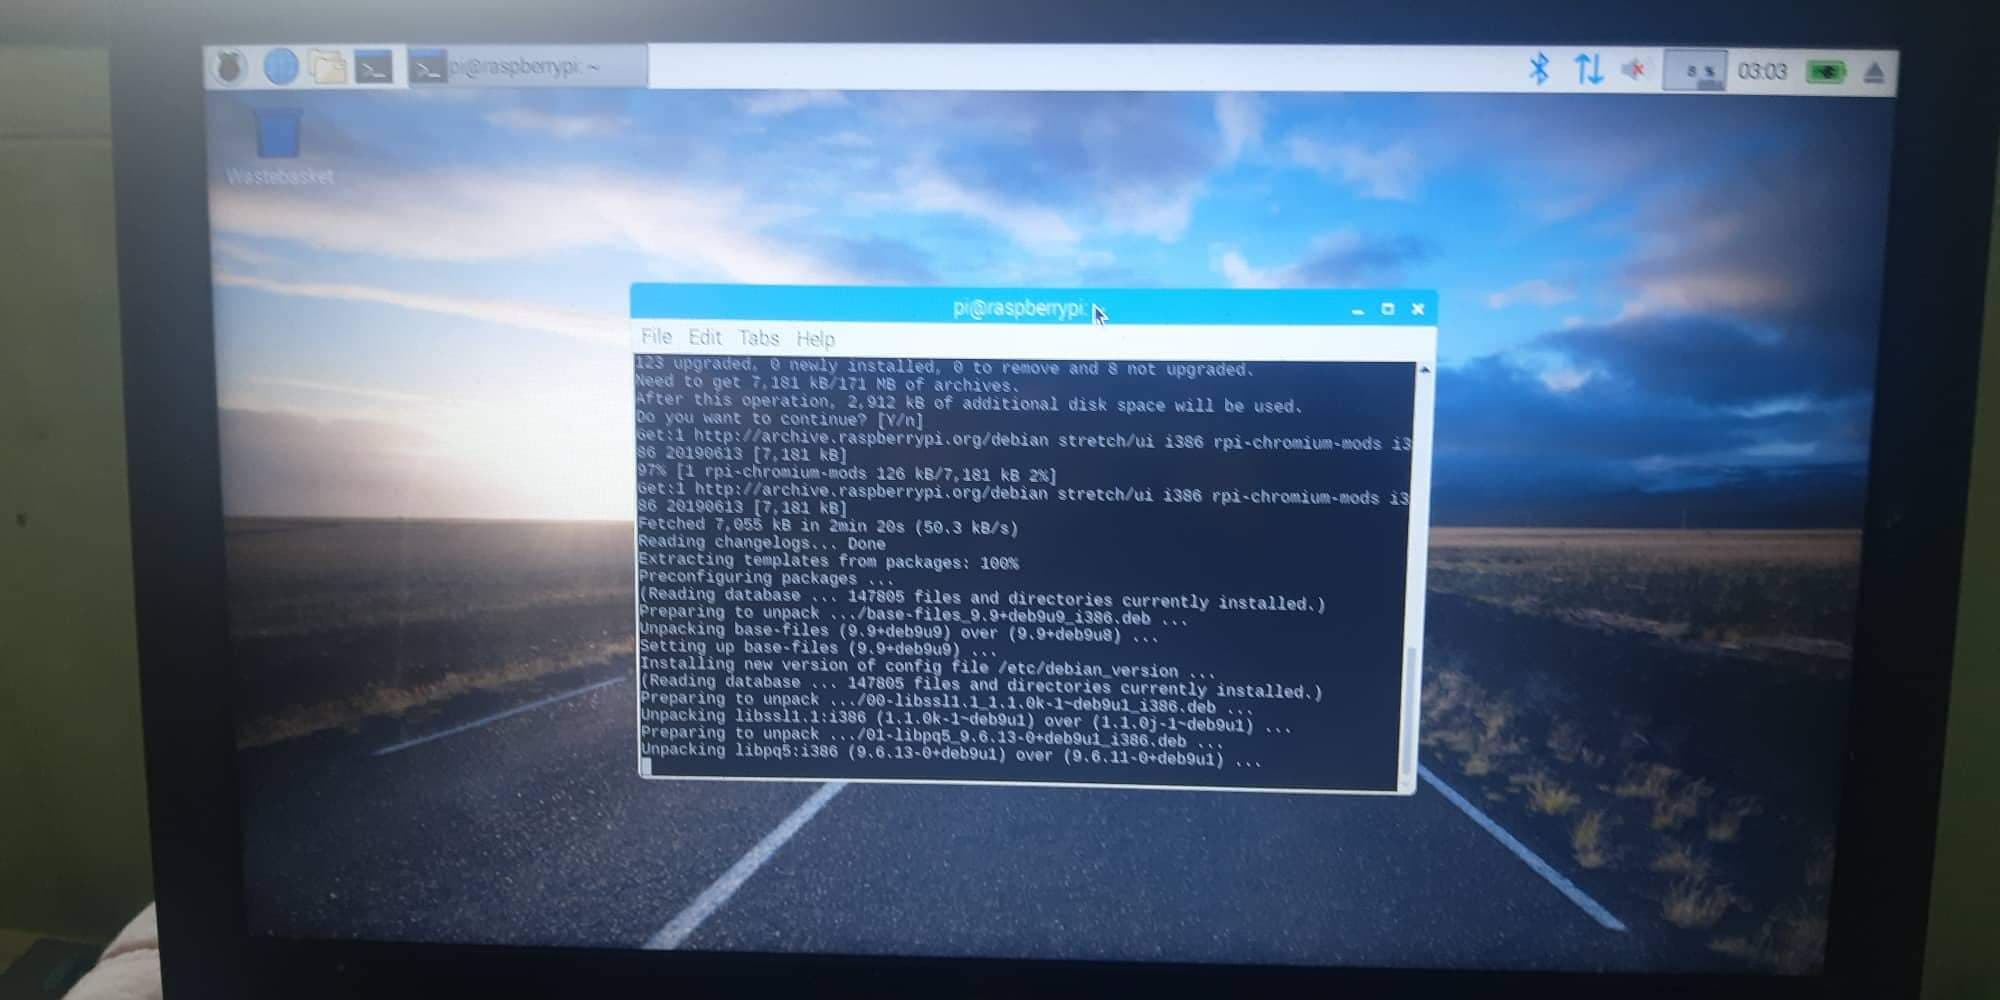 pi@raspberrypi: ~
8 %
03:03
Wastebasket
pi@raspberrypi:
File Edit Tabs Help
123 upgraded, 0 newly installed, 0 to remove and 8 not upgraded.
Need to get 7,181 kB/171 MB of archives.
After this operation, 2,912 kB of additional disk space will be used.
Do you want to continue? [Y/n]
Get:1 http://archive.raspberrypi.org/debian stretch/ui i386 rpi-chromium-mods i3
86 20190613 [7,181 kB]
97% [1 rpi-chromium-mods 126 kB/7,181 kB 2%]
Get:1 http://archive.raspberrypi.org/debian stretch/ui i386 rpi-chromium-mods i3
86 20190613 [7,181 kB]
Fetched 7,055 kB in 2min 20s (50.3 kB/s)
Reading changelogs... Done
Extracting templates from packages: 100%
Preconfiguring packages ...
(Reading database ... 147805 files and directories currently installed.)
Preparing to unpack .../base-files_9.9+deb9u9_i386.deb ...
Unpacking base-files (9.9+deb9u9) over (9.9+deb9u8) ...
Setting up base-files (9.9+deb9u9) ...
Installing new version of config file /etc/debian_version ...
(Reading database ... 147805 files and directories currently installed.)
Preparing to unpack .../00-libssl1.1_1.1.0k-1~deb9u1_i386.deb ...
Unpacking libssl1.1:i386 (1.1.0k-1~deb9u1) over (1.1.0j-1~deb9u1) ...
Preparing to unpack .../01-libpq5_9.6.13-0+deb9u1_i386.deb ...
Unpacking libpq5:i386 (9.6.13-0+deb9u1) over (9.6.11-0+deb9u1) ...